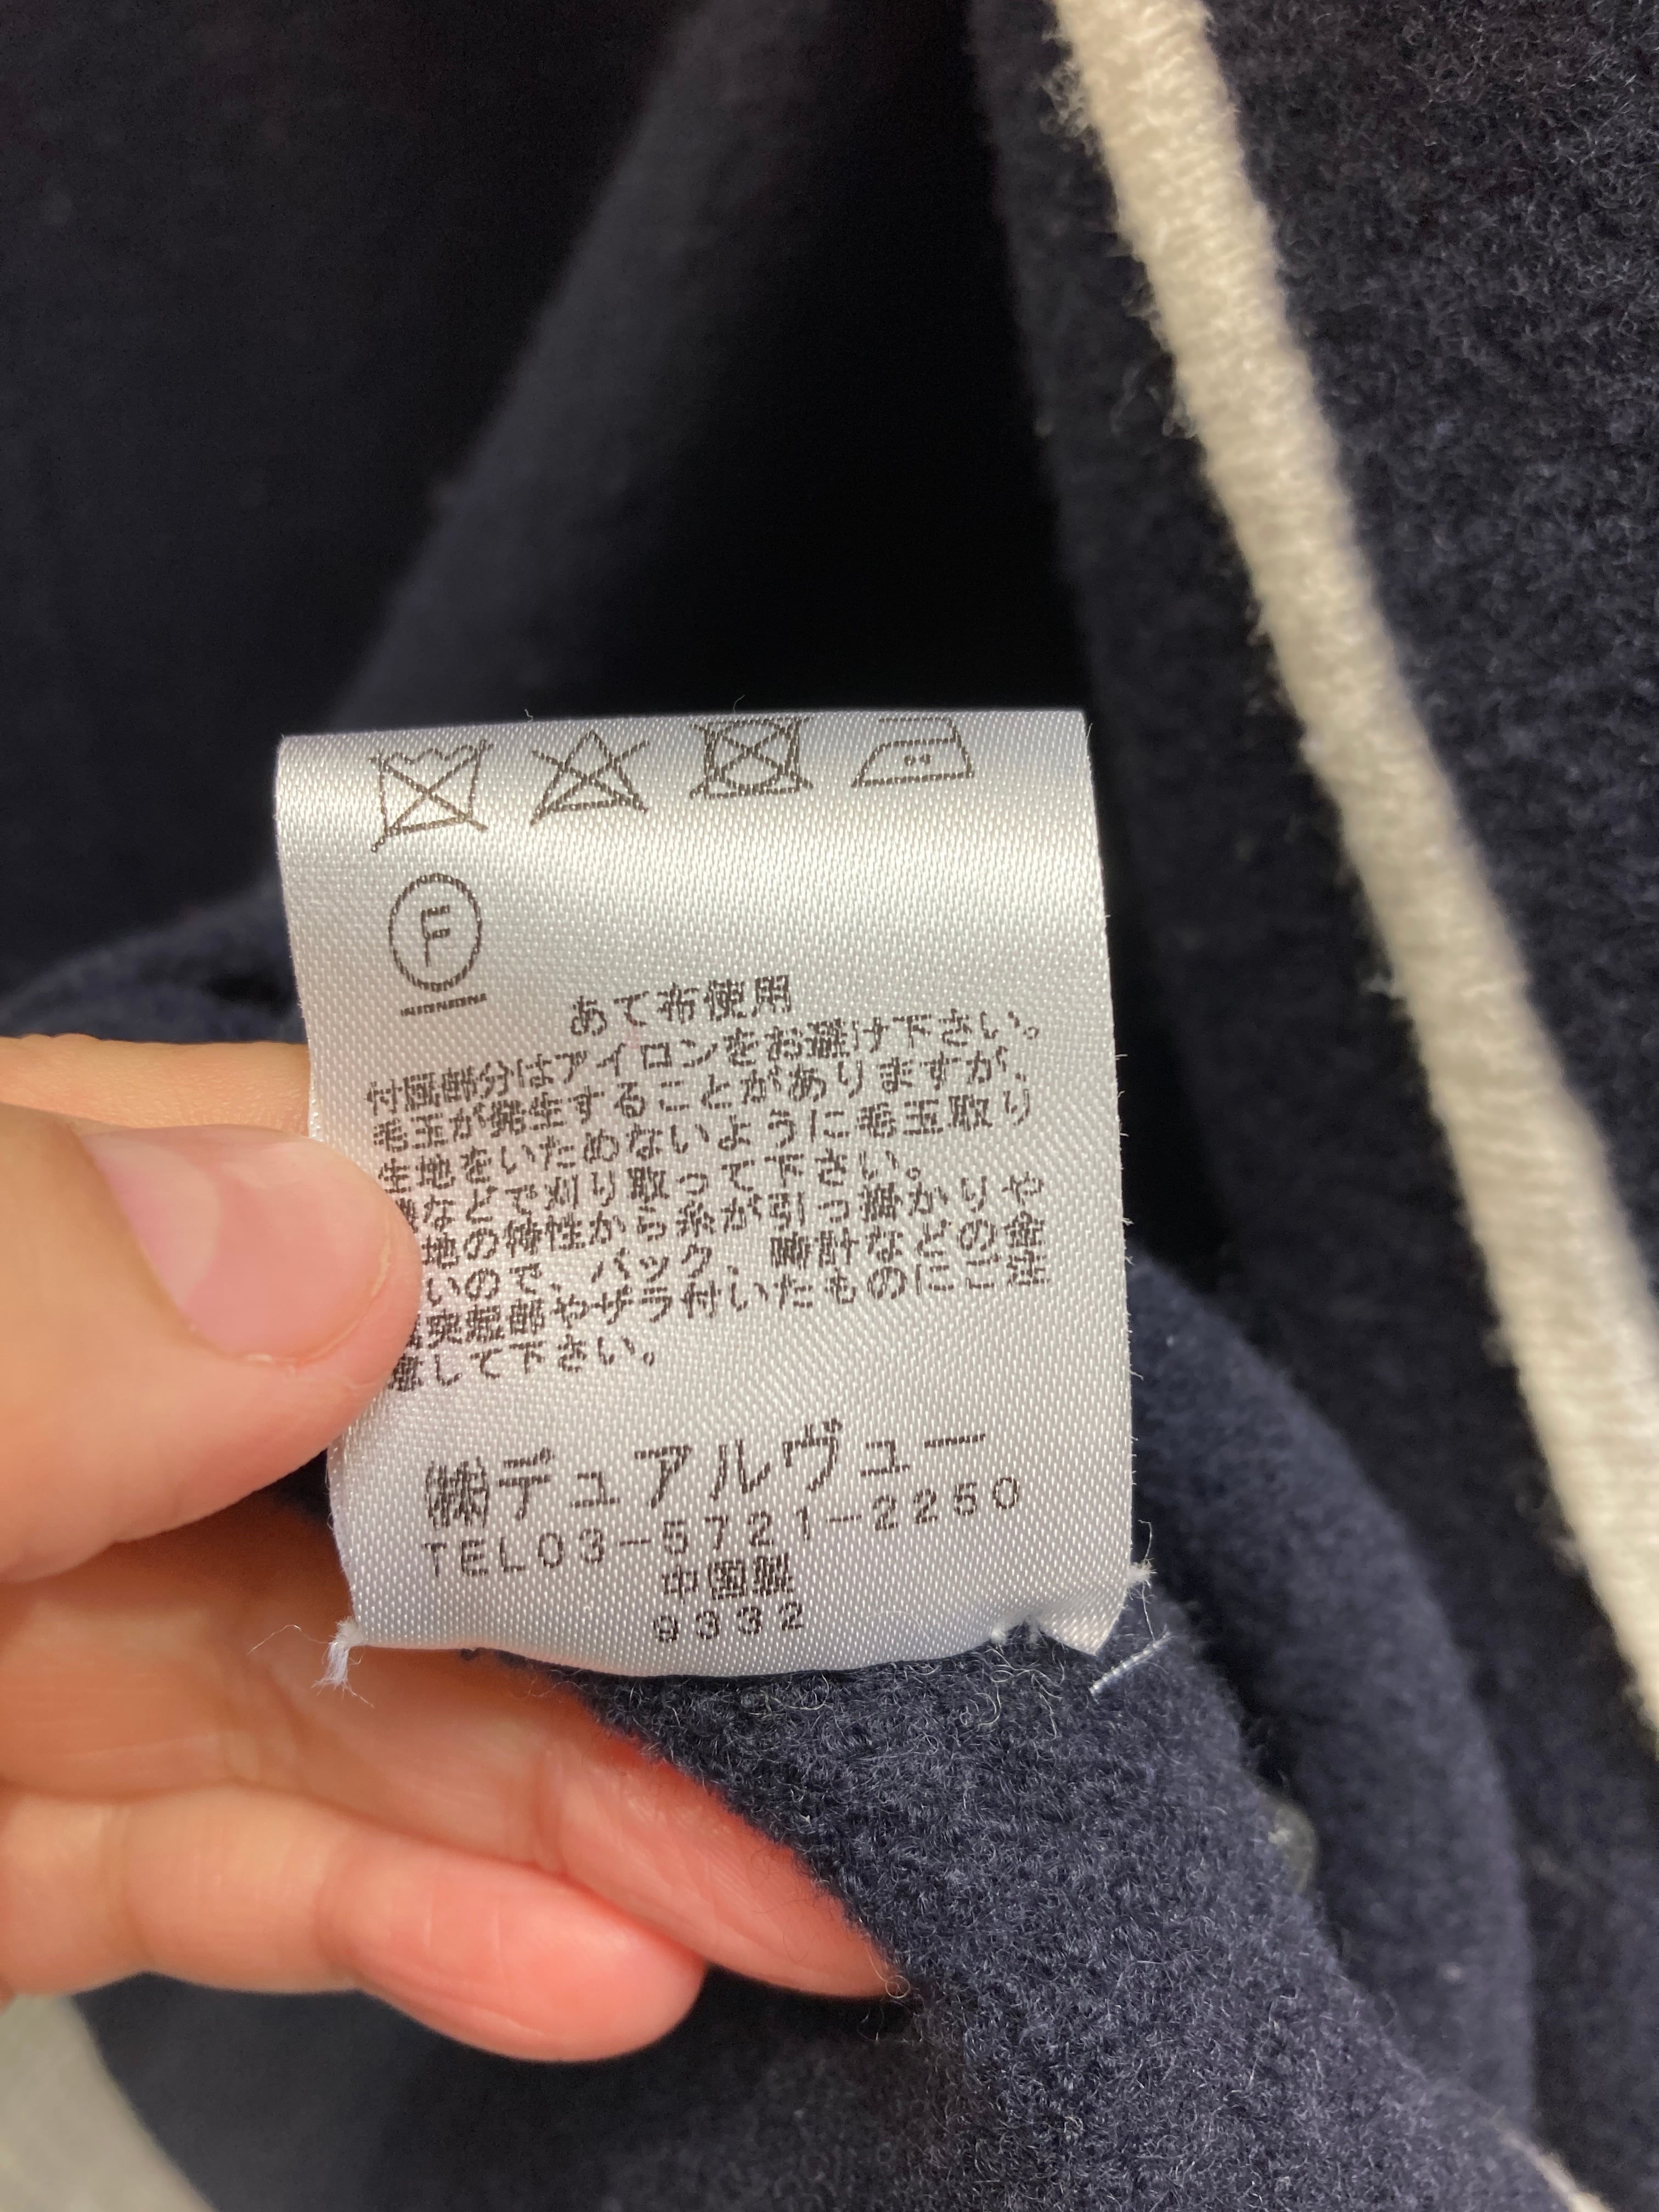 F
あて布使用
付属部分はアイロンをお避け下さい。
毛玉が発生することがありますが、
生地をいためないように毛玉取り
などで刈り取って下さい。
地の特性から糸が引っ掛かりや
いので、バック、時計などの金
突起部やザラ付いたものにご注
意して下さい。
㈱デュアルヴュー
TEL03-5721-2250
中国製
9332